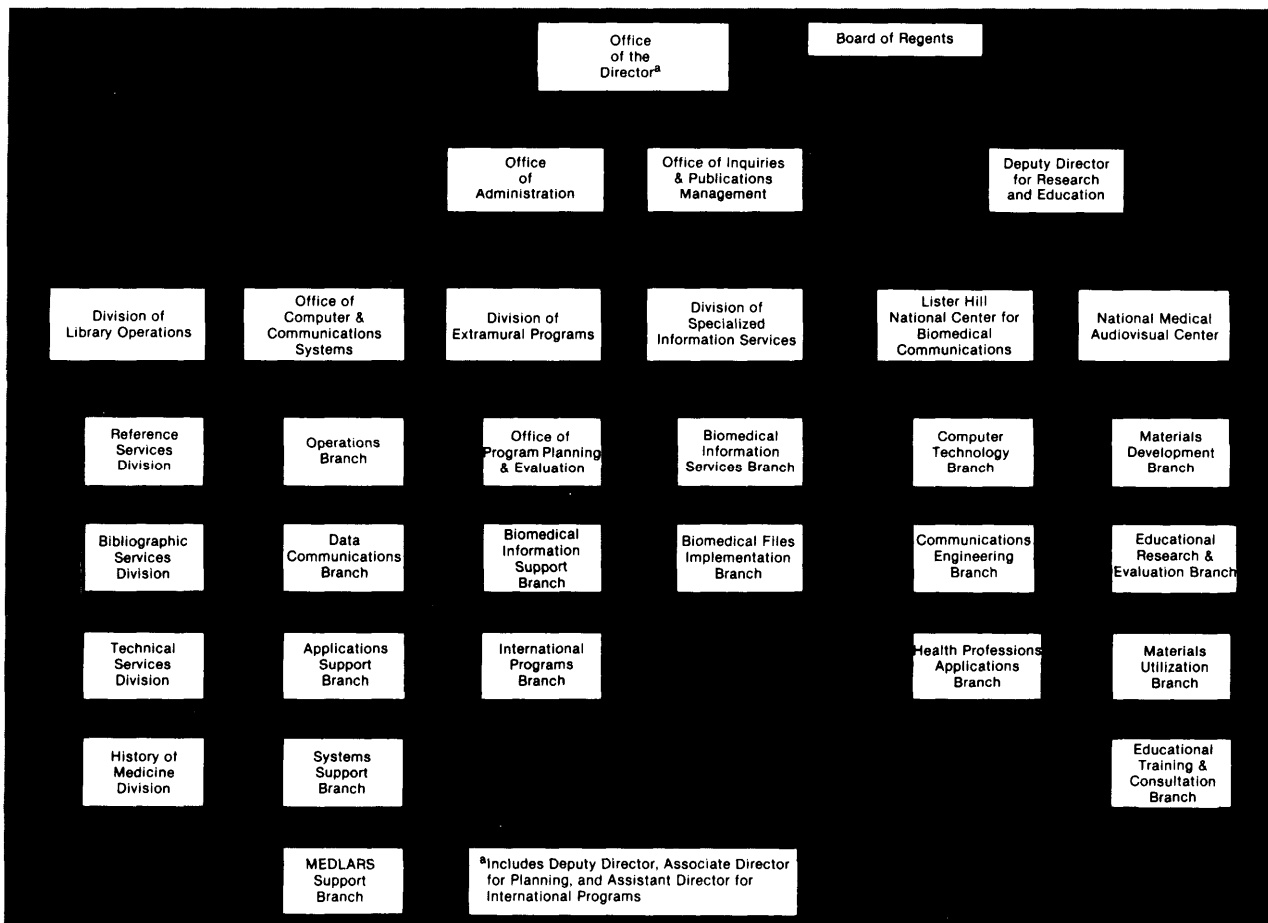 Office
of the
Directorᵃ
Board of Regents
Office
of
Administration
Office of Inquiries
& Publications
Management
Deputy Director
for Research
and Education
Division of
Library Operations
Office of
Computer &
Communications
Systems
Division of
Extramural Programs
Division of
Specialized
Information Services
Lister Hill
National Center for
Biomedical
Communications
National Medical
Audiovisual Center
Reference
Services
Division
Operations
Branch
Office of
Program Planning
& Evaluation
Biomedical
Information
Services Branch
Computer
Technology
Branch
Materials
Development
Branch
Bibliographic
Services
Division
Data
Communications
Branch
Biomedical
Information
Support
Branch
Biomedical Files
Implementation
Branch
Communications
Engineering
Branch
Educational
Research &
Evaluation Branch
Technical
Services
Division
Applications
Support
Branch
International
Programs
Branch
Health Professions
Applications
Branch
Materials
Utilization
Branch
History of
Medicine
Division
Systems
Support
Branch
Educational
Training &
Consultation
Branch
MEDLARS
Support
Branch
ᵃIncludes Deputy Director, Associate Director
for Planning, and Assistant Director for
International Programs